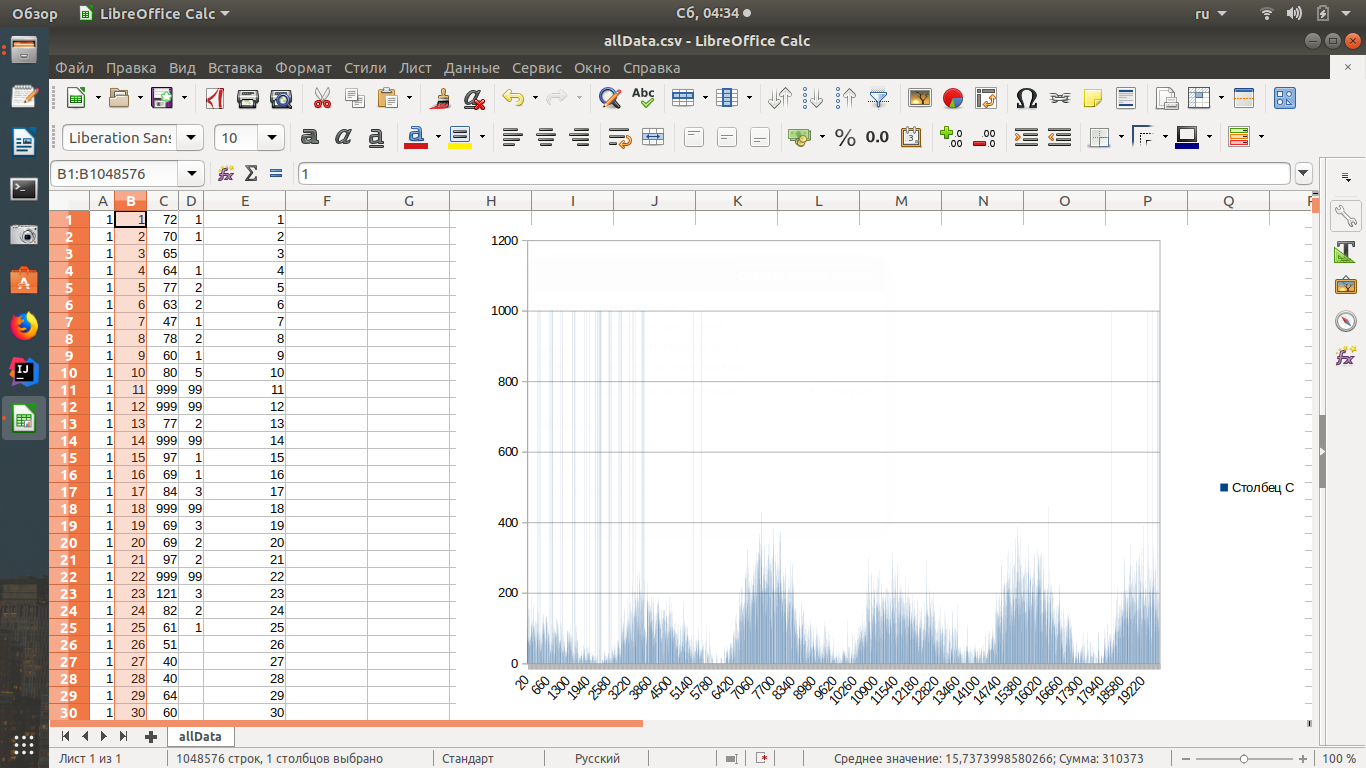 Обзор LibreOffice Calc Сб, 04:34 ru
allData.csv - LibreOffice Calc
Файл Правка Вид Вставка Формат Стили Лист Данные Сервис Окно Справка
Abc
Liberation Sans 10 a a a a % 0.0
B1:B1048576 1
A B C D E F G H I J K L M N O P Q
1 1 1 72 1 1
2 1 2 70 1 2
3 1 3 65 3
4 1 4 64 1 4
5 1 5 77 2 5
6 1 6 63 2 6
7 1 7 47 1 7
8 1 8 78 2 8
9 1 9 60 1 9
10 1 10 80 5 10
11 1 11 999 99 11
12 1 12 999 99 12
13 1 13 77 2 13
14 1 14 999 99 14
15 1 15 97 1 15
16 1 16 69 1 16
17 1 17 84 3 17
18 1 18 999 99 18
19 1 19 69 3 19
20 1 20 69 2 20
21 1 21 97 2 21
22 1 22 999 99 22
23 1 23 121 3 23
24 1 24 82 2 24
25 1 25 61 1 25
26 1 26 51 26
27 1 27 40 27
28 1 28 40 28
29 1 29 64 29
30 1 30 60 30
1200
1000
800
600
400
200
0
20 660 1300 1940 2580 3220 3860 4500 5140 5780 6420 7060 7700 8340 8980 9620 10260 10900 11540 12180 12820 13460 14100 14740 15380 16020 16660 17300 17940 18580 19220
Столбец C
allData
Лист 1 из 1 1048576 строк, 1 столбцов выбрано Стандарт Русский Среднее значение: 15,7373998580266; Сумма: 310373 100 %